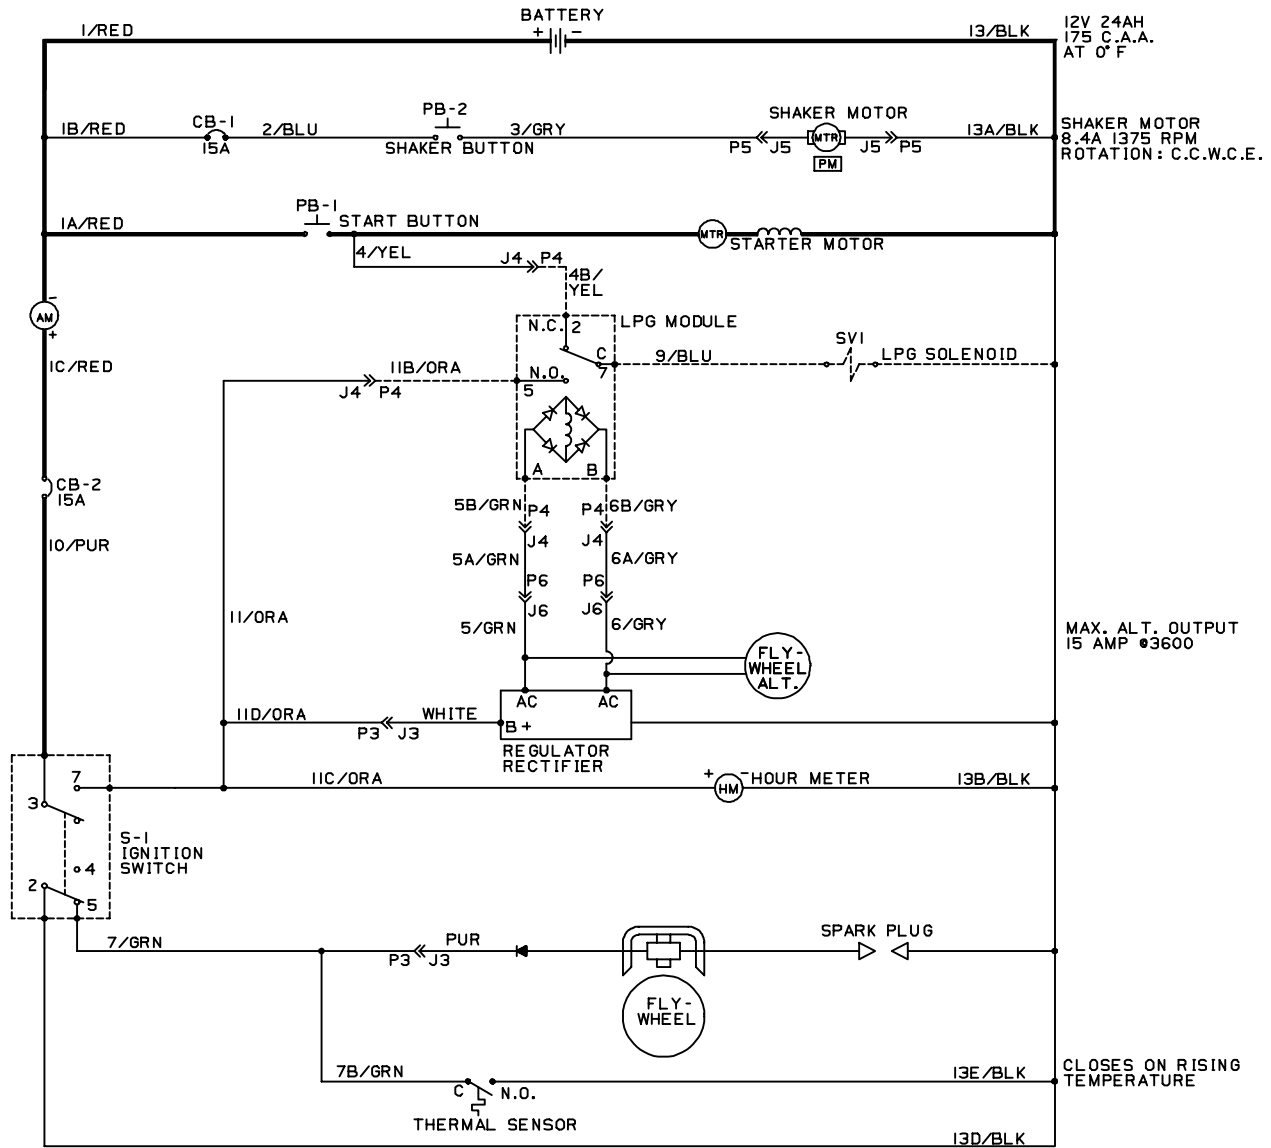 BATTERY
1/RED
+
-
13/BLK
12V 24AH
175 C.A.A.
AT 0°F
1B/RED
CB-1
15A
2/BLU
PB-2
SHAKER BUTTON
3/GRY
P5
J5
SHAKER MOTOR
MTR
PM
J5
P5
13A/BLK
SHAKER MOTOR
8.4A 1375 RPM
ROTATION: C.C.W.C.E.
1A/RED
PB-1
START BUTTON
MTR
STARTER MOTOR
4/YEL
J4
P4
4B/
YEL
-
AM
+
N.C.
2
LPG MODULE
C
7
9/BLU
SV1
LPG SOLENOID
1C/RED
11B/ORA
J4
P4
N.O.
5
CB-2
15A
A
B
5B/GRN
P4
P4
6B/GRY
J4
J4
10/PUR
5A/GRN
6A/GRY
P6
P6
J6
J6
11/ORA
5/GRN
6/GRY
MAX. ALT. OUTPUT
15 AMP @3600
FLY-
WHEEL
ALT.
AC
AC
11D/ORA
P3
J3
WHITE
B+
REGULATOR
RECTIFIER
7
11C/ORA
+
-
HM
HOUR METER
13B/BLK
3
S-1
IGNITION
SWITCH
4
2
5
7/GRN
P3
J3
PUR
SPARK PLUG
FLY-
WHEEL
7B/GRN
C
N.O.
THERMAL SENSOR
13E/BLK
CLOSES ON RISING
TEMPERATURE
13D/BLK